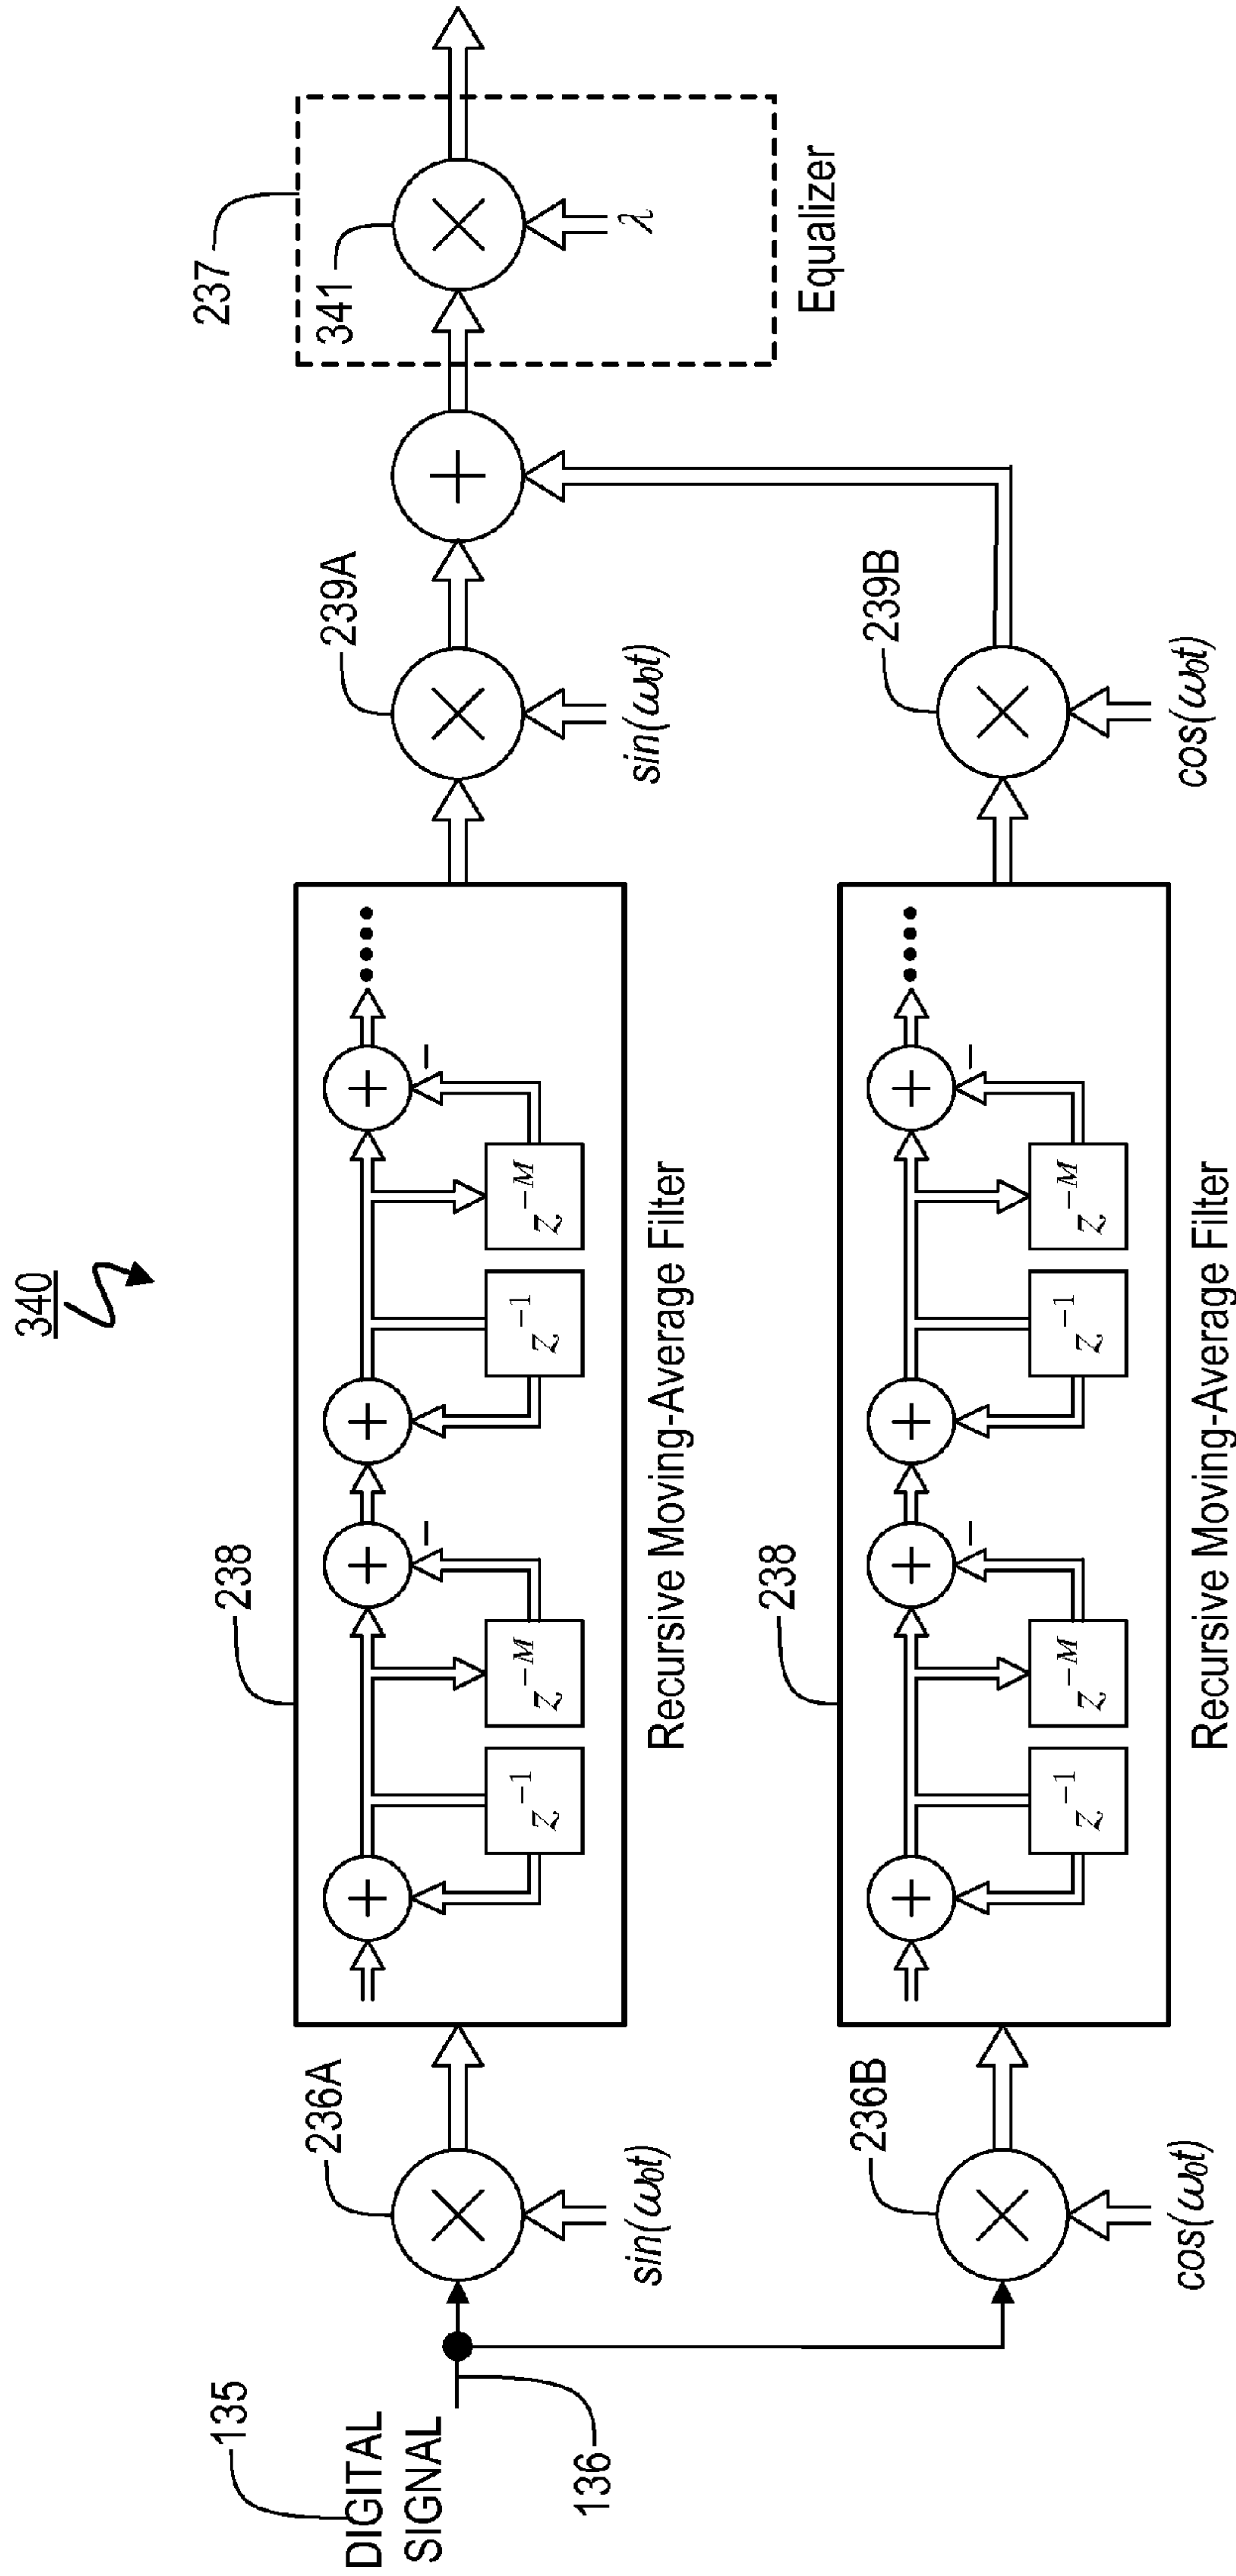 340
135
DIGITAL
SIGNAL
136
236A
×
sin(ω₀t)
238
+
z⁻¹
z⁻ᴹ
+
−
+
z⁻¹
z⁻ᴹ
+
−
Recursive Moving-Average Filter
239A
×
sin(ω₀t)
+
237
341
×
λ
Equalizer
236B
×
cos(ω₀t)
238
+
z⁻¹
z⁻ᴹ
+
−
+
z⁻¹
z⁻ᴹ
+
−
Recursive Moving-Average Filter
239B
×
cos(ω₀t)